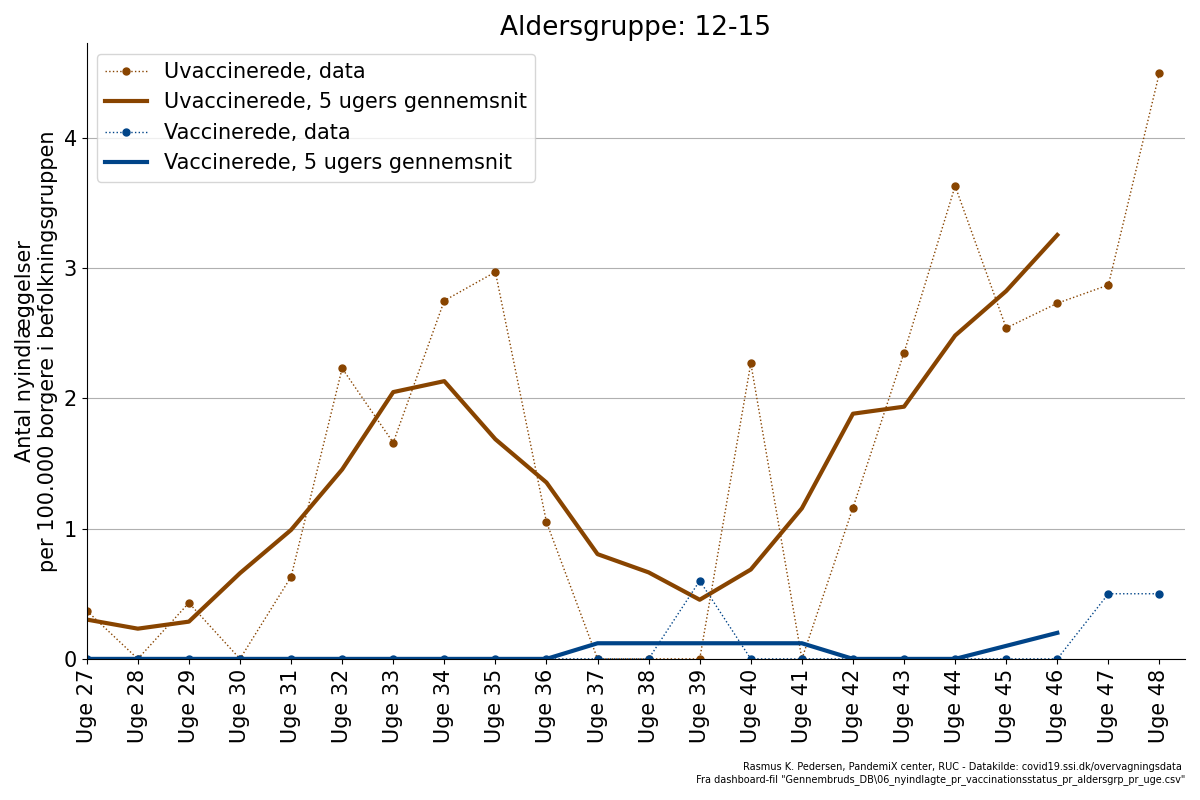 Aldersgruppe: 12-15
Uvaccinerede, data
Uvaccinerede, 5 ugers gennemsnit
Vaccinerede, data
Vaccinerede, 5 ugers gennemsnit
Antal nyindlæggelser
per 100.000 borgere i befolkningsgruppen
4
3
2
1
0
Uge 27
Uge 28
Uge 29
Uge 30
Uge 31
Uge 32
Uge 33
Uge 34
Uge 35
Uge 36
Uge 37
Uge 38
Uge 39
Uge 40
Uge 41
Uge 42
Uge 43
Uge 44
Uge 45
Uge 46
Uge 47
Uge 48
Rasmus K. Pedersen, PandemiX center, RUC - Datakilde: covid19.ssi.dk/overvagningsdata
Fra dashboard-fil "Gennembruds_DB\06_nyindlagte_pr_vaccinationsstatus_pr_aldersgrp_pr_uge.csv"